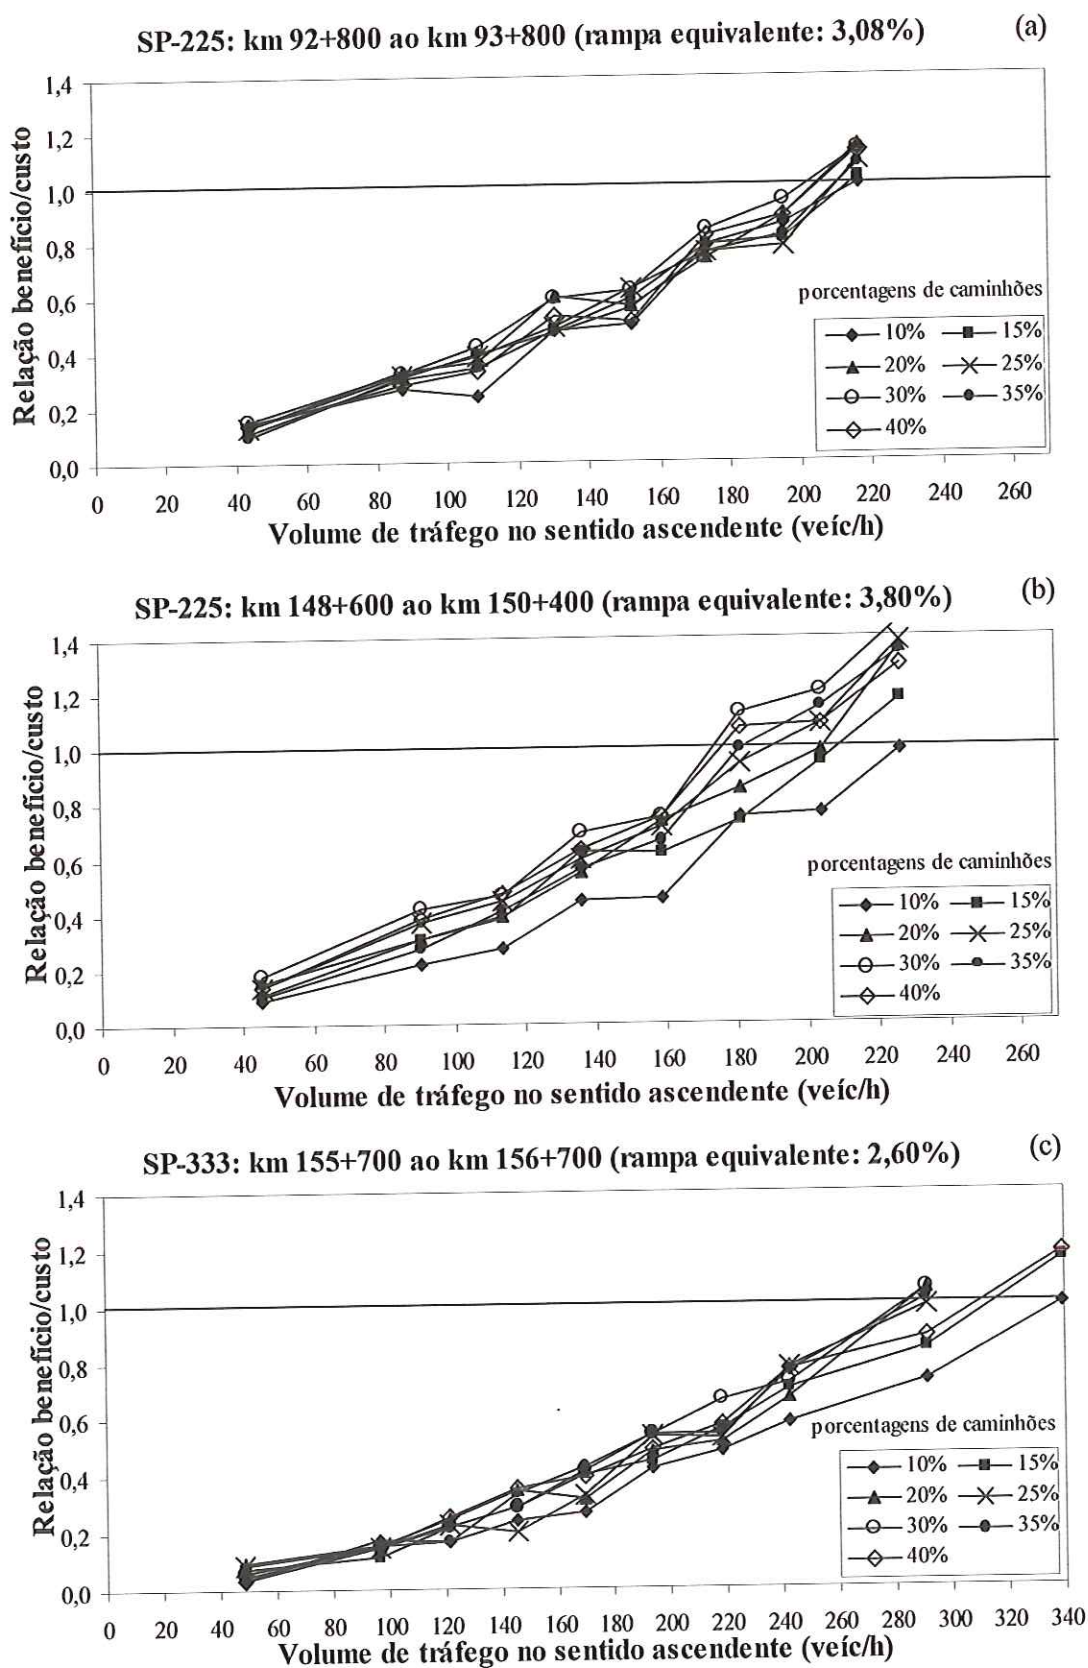 (a)
SP-225: km 92+800 ao km 93+800 (rampa equivalente: 3,08%)
Relação benefício/custo
1,4
1,2
1,0
0,8
0,6
0,4
0,2
0,0
0 20 40 60 80 100 120 140 160 180 200 220 240 260
Volume de tráfego no sentido ascendente (veíc/h)
porcentagens de caminhões
10% 15%
20% 25%
30% 35%
40%
(b)
SP-225: km 148+600 ao km 150+400 (rampa equivalente: 3,80%)
Relação benefício/custo
1,4
1,2
1,0
0,8
0,6
0,4
0,2
0,0
0 20 40 60 80 100 120 140 160 180 200 220 240 260
Volume de tráfego no sentido ascendente (veíc/h)
porcentagens de caminhões
10% 15%
20% 25%
30% 35%
40%
(c)
SP-333: km 155+700 ao km 156+700 (rampa equivalente: 2,60%)
Relação benefício/custo
1,4
1,2
1,0
0,8
0,6
0,4
0,2
0,0
0 20 40 60 80 100 120 140 160 180 200 220 240 260 280 300 320 340
Volume de tráfego no sentido ascendente (veíc/h)
porcentagens de caminhões
10% 15%
20% 25%
30% 35%
40%